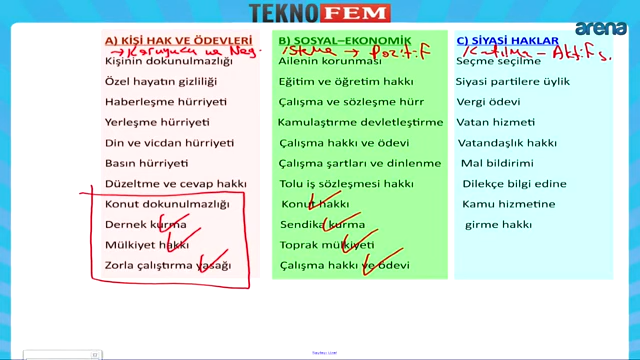 TEKNOFEM
arena
A) KİŞİ HAK VE ÖDEVLERİ
→ Koruyucu ve Neg.
Kişinin dokunulmazlığı
Özel hayatın gizliliği
Haberleşme hürriyeti
Yerleşme hürriyeti
Din ve vicdan hürriyeti
Basın hürriyeti
Düzeltme ve cevap hakkı
Konut dokunulmazlığı
Dernek kurma
Mülkiyet hakkı
Zorla çalıştırma yasağı
B) SOSYAL–EKONOMİK
isteme → Pozitif
Ailenin korunması
Eğitim ve öğretim hakkı
Çalışma ve sözleşme hürr
Kamulaştırma devletleştirme
Çalışma hakkı ve ödevi
Çalışma şartları ve dinlenme
Tolu iş sözleşmesi hakkı
Konut hakkı
Sendika kurma
Toprak mülkiyeti
Çalışma hakkı ve ödevi
C) SİYASİ HAKLAR
Katılma – Aktif s.
Seçme seçilme
Siyasi partilere üylik
Vergi ödevi
Vatan hizmeti
Vatandaşlık hakkı
Mal bildirimi
Dilekçe bilgi edine
Kamu hizmetine
girme hakkı